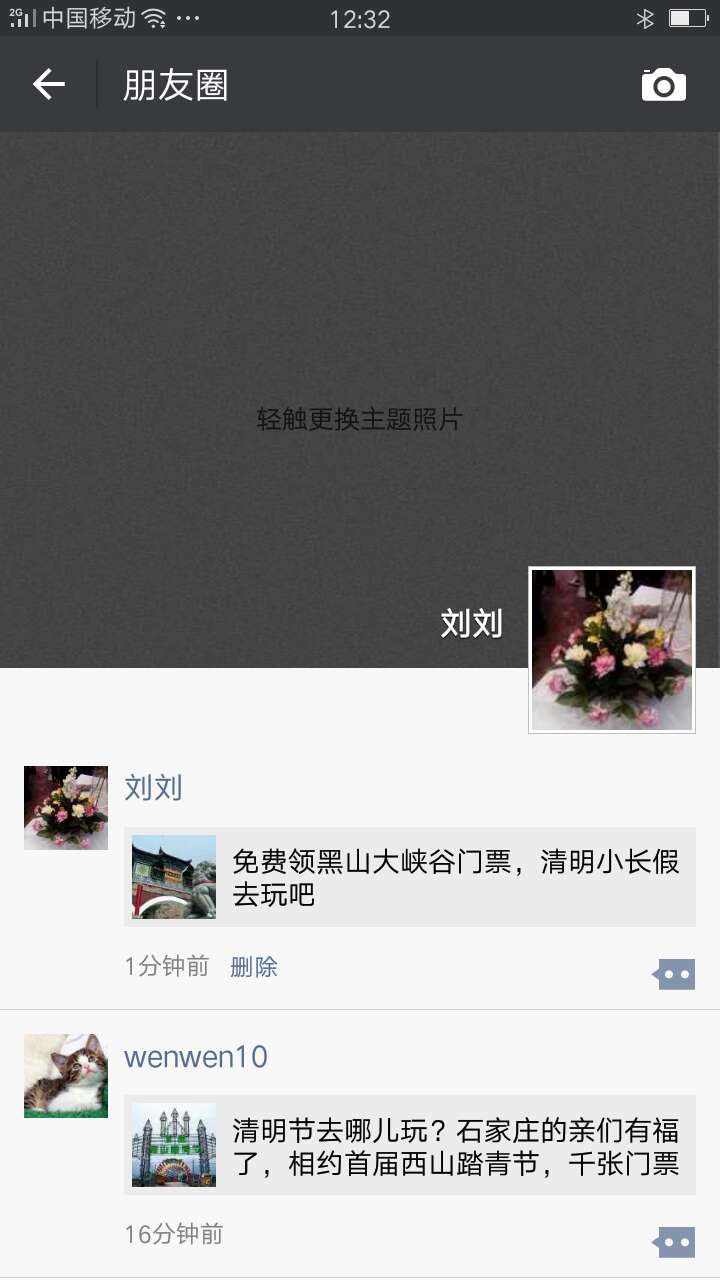 2G 中国移动 ··· 12:32
朋友圈
轻触更换主题照片
刘刘
刘刘
免费领黑山大峡谷门票，清明小长假
去玩吧
1分钟前 删除
wenwen10
清明节去哪儿玩？石家庄的亲们有福
了，相约首届西山踏青节，千张门票
16分钟前